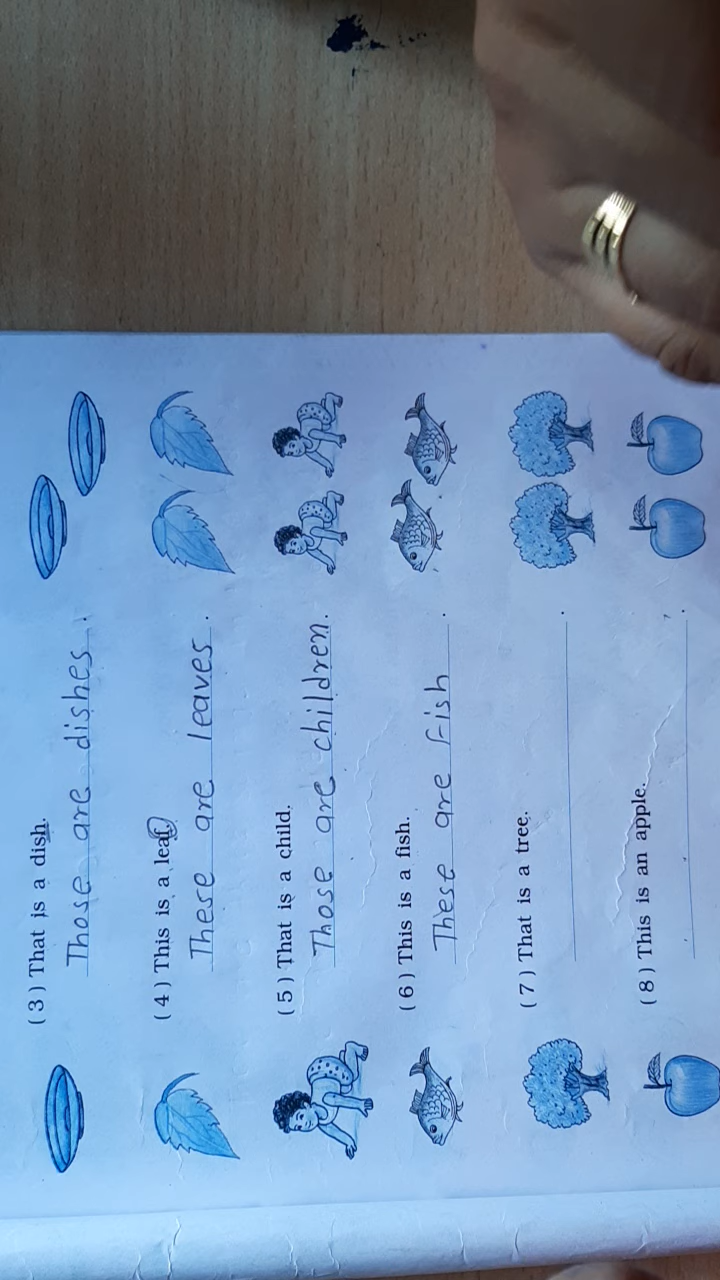 (3) That is a dish.
Those are dishes.
(4) This is a leaf.
These are leaves.
(5) That is a child.
Those are children.
(6) This is a fish.
These are fish.
(7) That is a tree.
(8) This is an apple.